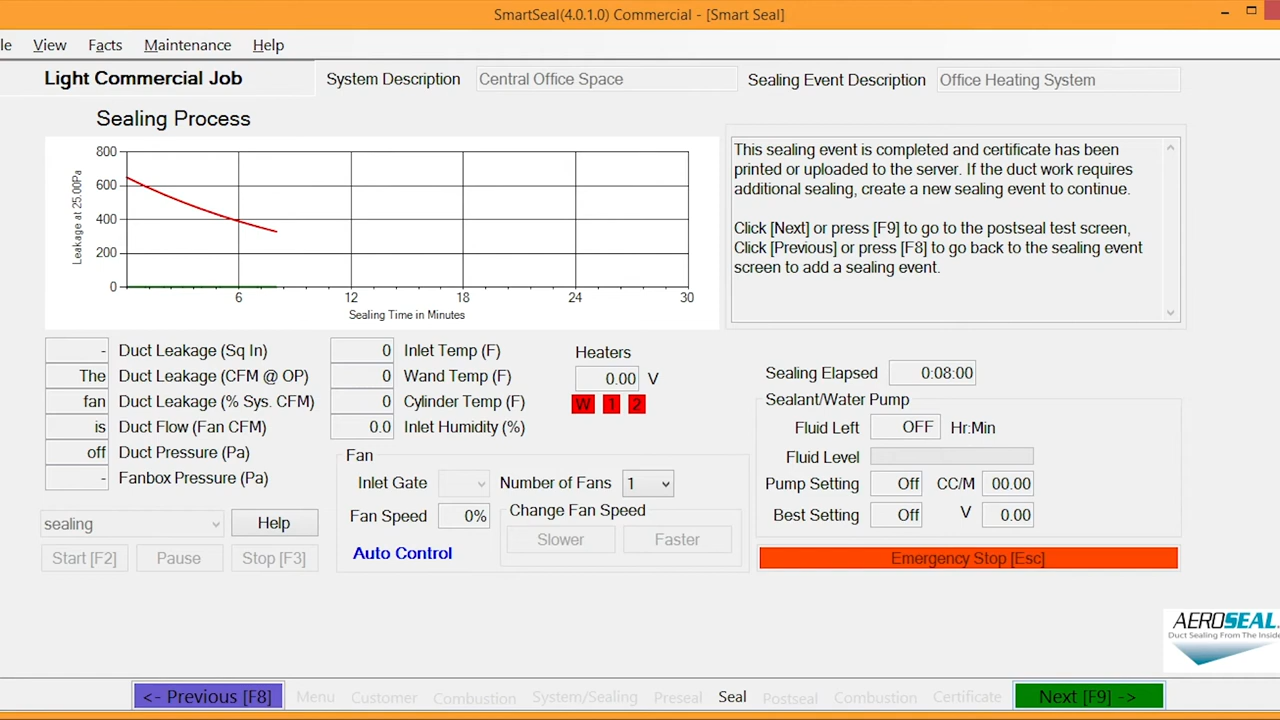 SmartSeal(4.0.1.0) Commercial - [Smart Seal]
le View Facts Maintenance Help
Light Commercial Job System Description Central Office Space Sealing Event Description Office Heating System
Sealing Process
800
600
400
200
0
Leakage at 25.00Pa
6 12 18 24 30
Sealing Time in Minutes
This sealing event is completed and certificate has been
printed or uploaded to the server. If the duct work requires
additional sealing, create a new sealing event to continue.
Click [Next] or press [F9] to go to the postseal test screen,
Click [Previous] or press [F8] to go back to the sealing event
screen to add a sealing event.
- Duct Leakage (Sq In)
The Duct Leakage (CFM @ OP)
fan Duct Leakage (% Sys. CFM)
is Duct Flow (Fan CFM)
off Duct Pressure (Pa)
- Fanbox Pressure (Pa)
0 Inlet Temp (F)
0 Wand Temp (F)
0 Cylinder Temp (F)
0.0 Inlet Humidity (%)
Heaters
0.00 V
W 1 2
sealing Help
Start [F2] Pause Stop [F3]
Fan
Inlet Gate Number of Fans 1
Fan Speed 0% Change Fan Speed
Auto Control Slower Faster
Sealing Elapsed 0:08:00
Sealant/Water Pump
Fluid Left OFF Hr:Min
Fluid Level
Pump Setting Off CC/M 00.00
Best Setting Off V 0.00
Emergency Stop [Esc]
AEROSEAL
Duct Sealing From The Inside
<- Previous [F8] Menu Customer Combustion System/Sealing Preseal Seal Postseal Combustion Certificate Next [F9] ->